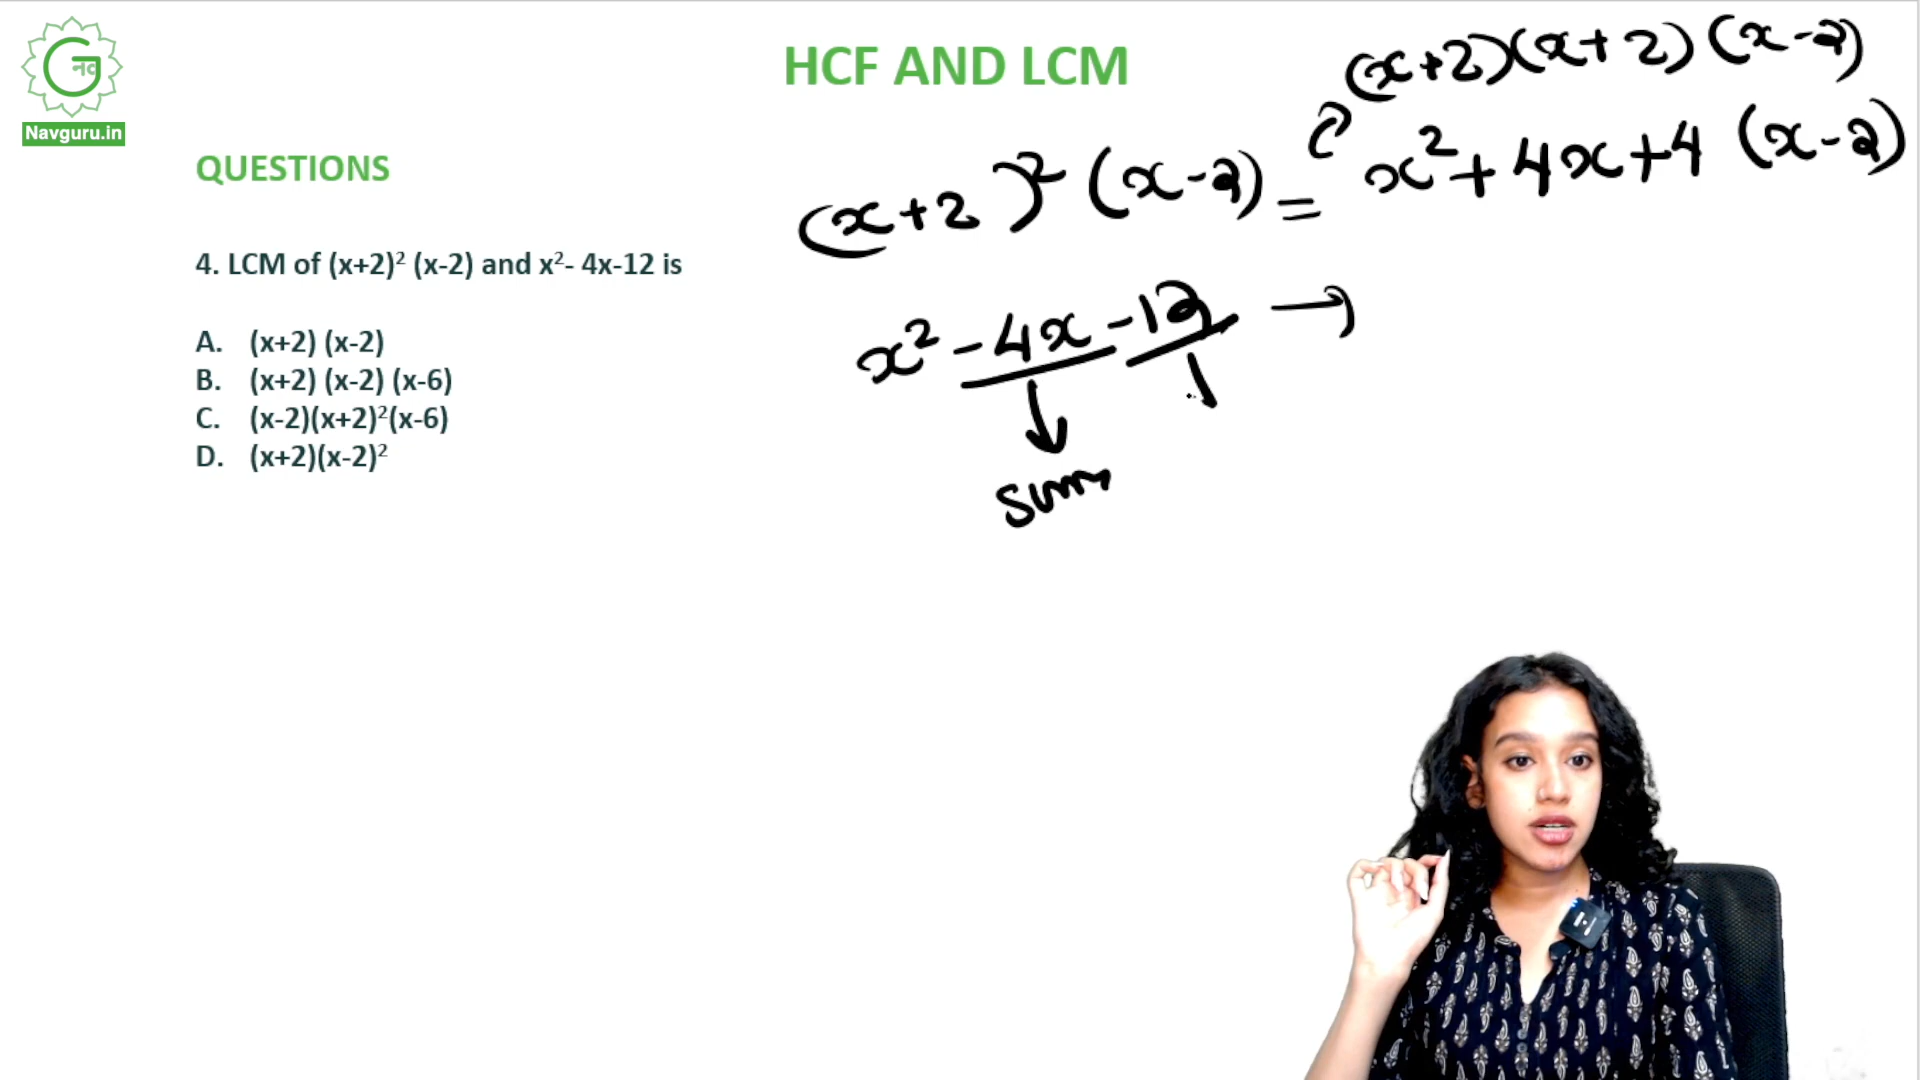 नव
Navguru.in
HCF AND LCM
QUESTIONS
4. LCM of (x+2)² (x-2) and x²- 4x-12 is
A. (x+2) (x-2)
B. (x+2) (x-2) (x-6)
C. (x-2)(x+2)²(x-6)
D. (x+2)(x-2)²
(x+2)(x+2)(x-2)
(x+2)² (x-2) = x²+4x+4 (x-2)
x² -4x -12 →
sum